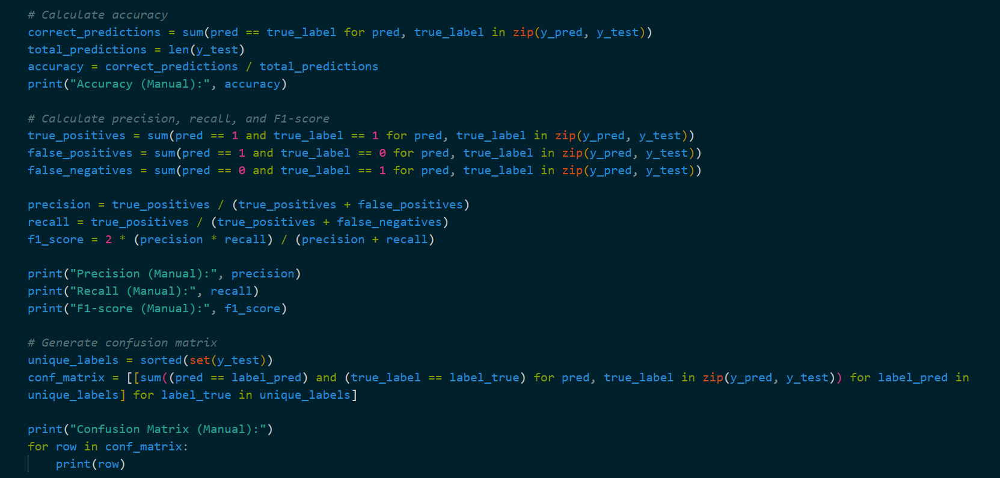 # Calculate accuracy
correct_predictions = sum(pred == true_label for pred, true_label in zip(y_pred, y_test))
total_predictions = len(y_test)
accuracy = correct_predictions / total_predictions
print("Accuracy (Manual):", accuracy)
# Calculate precision, recall, and F1-score
true_positives = sum(pred == 1 and true_label == 1 for pred, true_label in zip(y_pred, y_test))
false_positives = sum(pred == 1 and true_label == 0 for pred, true_label in zip(y_pred, y_test))
false_negatives = sum(pred == 0 and true_label == 1 for pred, true_label in zip(y_pred, y_test))
precision = true_positives / (true_positives + false_positives)
recall = true_positives / (true_positives + false_negatives)
f1_score = 2 * (precision * recall) / (precision + recall)
print("Precision (Manual):", precision)
print("Recall (Manual):", recall)
print("F1-score (Manual):", f1_score)
# Generate confusion matrix
unique_labels = sorted(set(y_test))
conf_matrix = [[sum((pred == label_pred) and (true_label == label_true) for pred, true_label in zip(y_pred, y_test)) for label_pred in
unique_labels] for label_true in unique_labels]
print("Confusion Matrix (Manual):")
for row in conf_matrix:
    print(row)